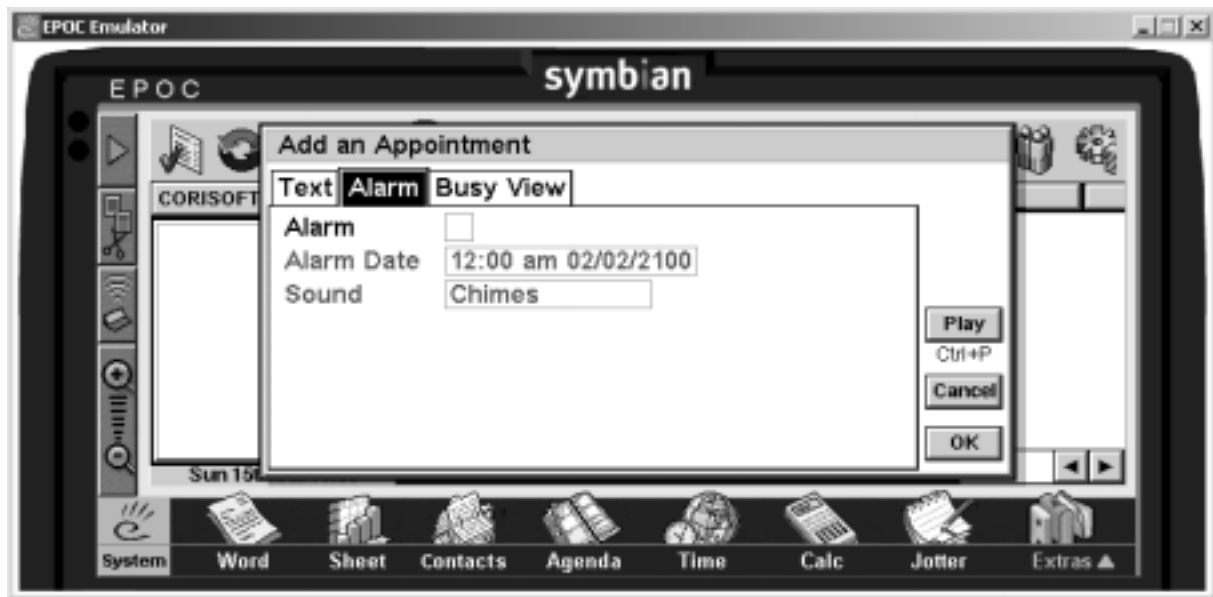 EPOC Emulator
symbian
EPOC
Add an Appointment
CORISOFT
Text Alarm Busy View
Alarm
Alarm Date 12:00 am 02/02/2100
Sound Chimes
Play
Ctrl+P
Cancel
OK
Sun
System Word Sheet Contacts Agenda Time Calc Jotter Extras